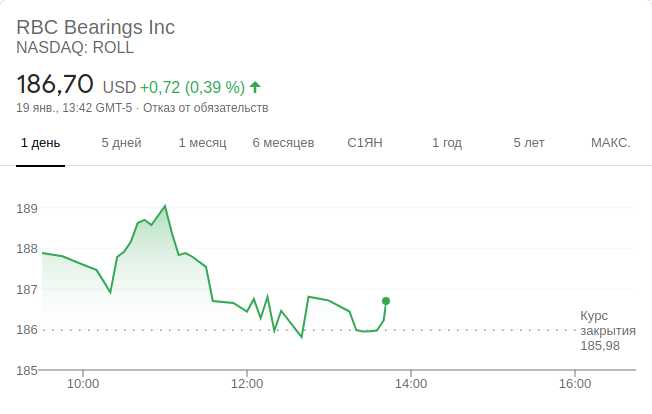 RBC Bearings Inc
NASDAQ: ROLL
186,70 USD +0,72 (0,39 %)
19 янв., 13:42 GMT-5 · Отказ от обязательств
1 день 5 дней 1 месяц 6 месяцев С1ЯН 1 год 5 лет МАКС.
189
188
187
186
185
Курс
закрытия
185,98
10:00 12:00 14:00 16:00